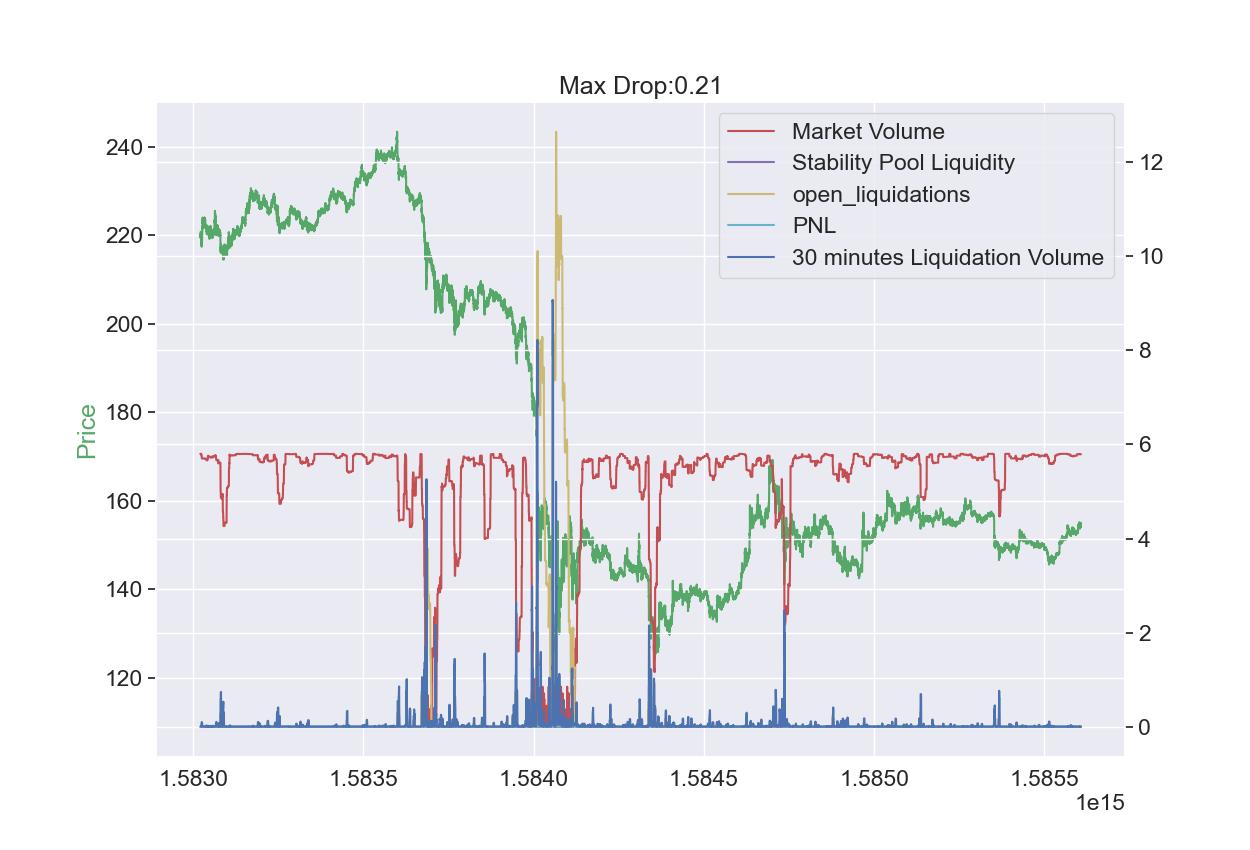 Max Drop:0.21
Market Volume
Stability Pool Liquidity
open_liquidations
PNL
30 minutes Liquidation Volume
Price
240
220
200
180
160
140
120
12
10
8
6
4
2
0
1.5830 1.5835 1.5840 1.5845 1.5850 1.5855
1e15